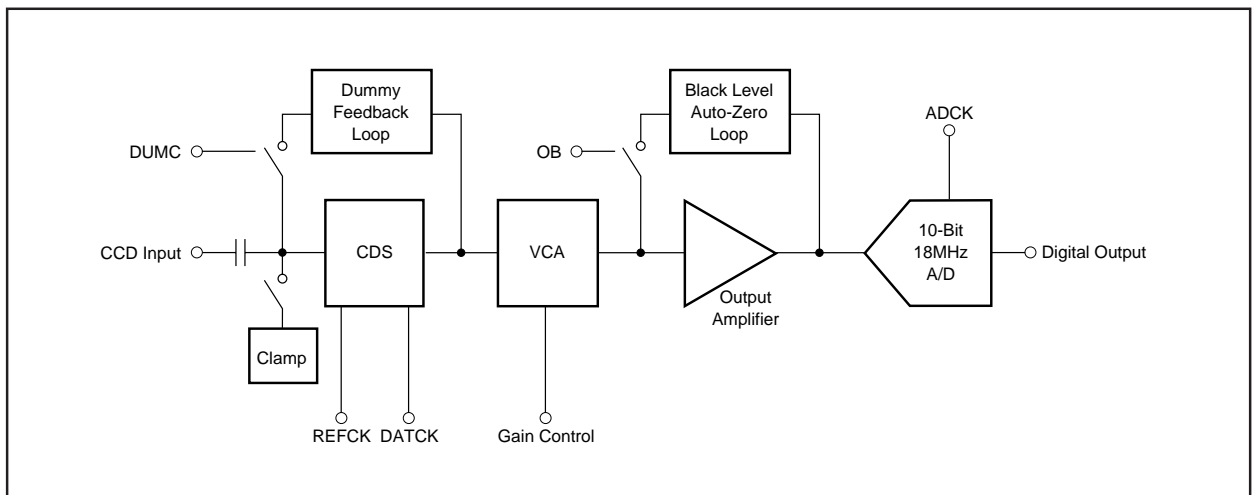 Dummy
Feedback
Loop
Black Level
Auto-Zero
Loop
ADCK
DUMC
OB
CCD Input
CDS
VCA
Output
Amplifier
10-Bit
18MHz
A/D
Digital Output
Clamp
REFCK
DATCK
Gain Control